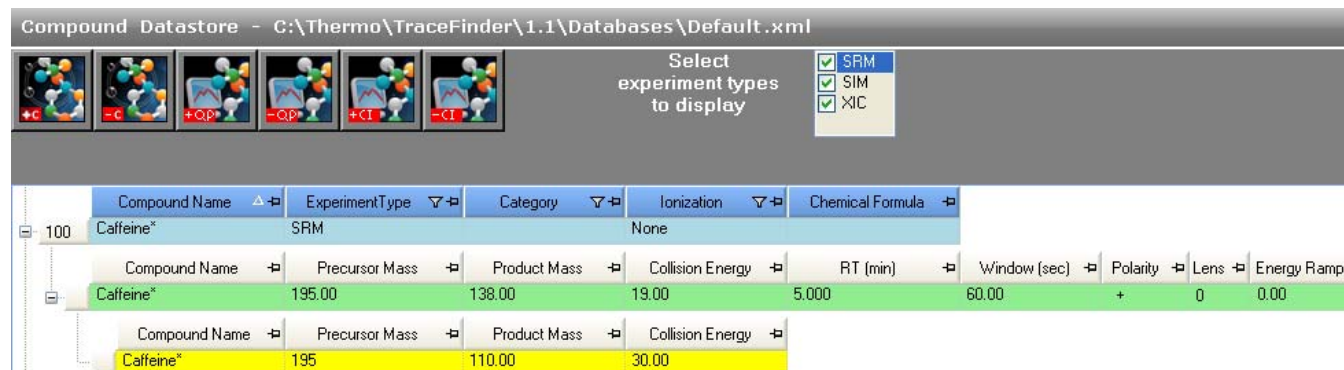 Compound Datastore - C:\Thermo\TraceFinder\1.1\Databases\Default.xml
+C -C +QP -QP +CI -CI
Select
experiment types
to display
SRM
SIM
XIC
Compound Name ExperimentType Category Ionization Chemical Formula
100 Caffeine* SRM None
Compound Name Precursor Mass Product Mass Collision Energy RT (min) Window (sec) Polarity Lens Energy Ramp
Caffeine* 195.00 138.00 19.00 5.000 60.00 + 0 0.00
Compound Name Precursor Mass Product Mass Collision Energy
Caffeine* 195 110.00 30.00